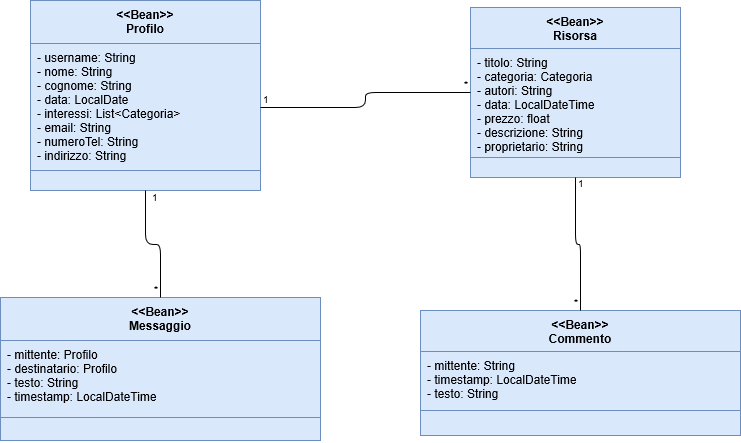 <<Bean>>
Profilo
- username: String
- nome: String
- cognome: String
- data: LocalDate
- interessi: List<Categoria>
- email: String
- numeroTel: String
- indirizzo: String
<<Bean>>
Risorsa
- titolo: String
- categoria: Categoria
- autori: String
- data: LocalDateTime
- prezzo: float
- descrizione: String
- proprietario: String
1
*
1
*
1
*
<<Bean>>
Messaggio
- mittente: Profilo
- destinatario: Profilo
- testo: String
- timestamp: LocalDateTime
<<Bean>>
Commento
- mittente: String
- timestamp: LocalDateTime
- testo: String